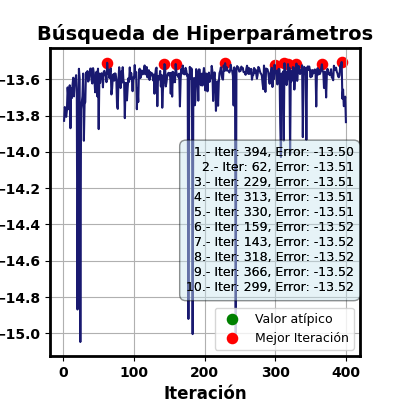 Búsqueda de Hiperparámetros
−13.6
−13.8
−14.0
−14.2
−14.4
−14.6
−14.8
−15.0
1.- Iter: 394, Error: -13.50
2.- Iter: 62, Error: -13.51
3.- Iter: 229, Error: -13.51
4.- Iter: 313, Error: -13.51
5.- Iter: 330, Error: -13.51
6.- Iter: 159, Error: -13.52
7.- Iter: 143, Error: -13.52
8.- Iter: 318, Error: -13.52
9.- Iter: 366, Error: -13.52
10.- Iter: 299, Error: -13.52
Valor atípico
Mejor Iteración
0 100 200 300 400
Iteración